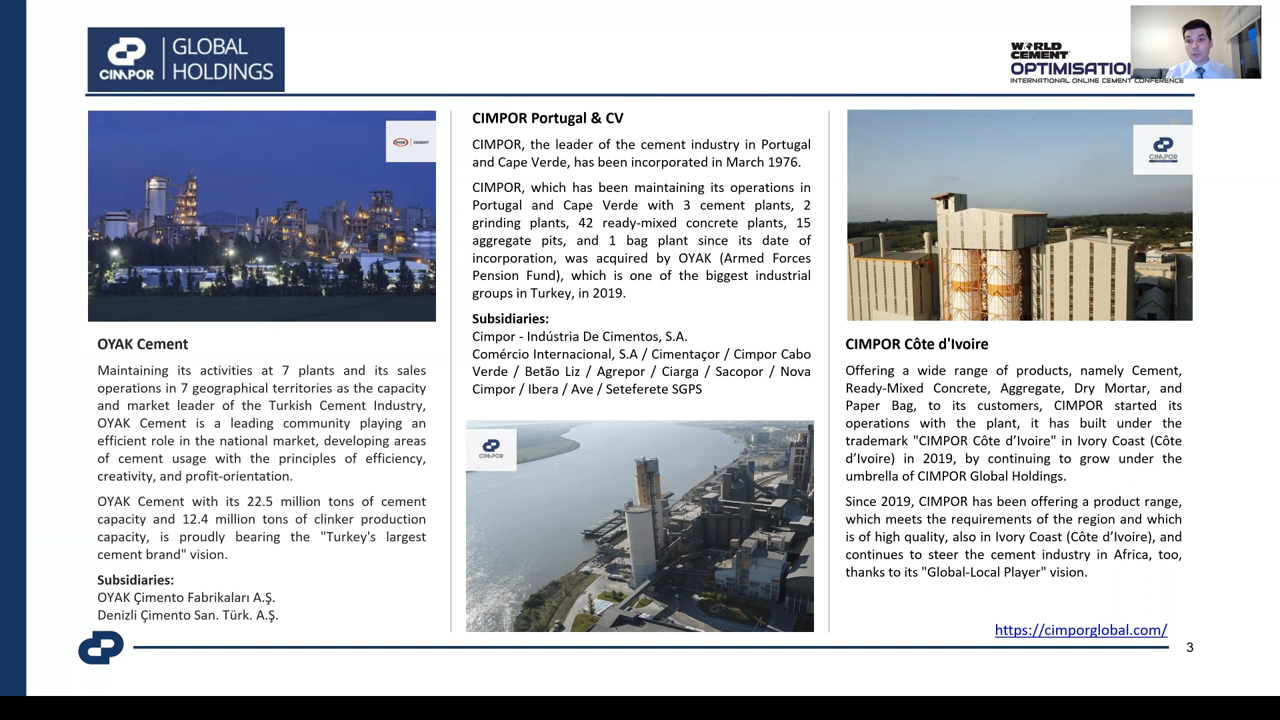 CIMPOR
GLOBAL
HOLDINGS
WORLD
CEMENT
OPTIMISATIO
INTERNATIONAL ONLINE CEMENT CONFERENCE
OYAK CEMENT
OYAK Cement
Maintaining its activities at 7 plants and its sales
operations in 7 geographical territories as the capacity
and market leader of the Turkish Cement Industry,
OYAK Cement is a leading community playing an
efficient role in the national market, developing areas
of cement usage with the principles of efficiency,
creativity, and profit-orientation.
OYAK Cement with its 22.5 million tons of cement
capacity and 12.4 million tons of clinker production
capacity, is proudly bearing the "Turkey's largest
cement brand" vision.
Subsidiaries:
OYAK Çimento Fabrikaları A.Ş.
Denizli Çimento San. Türk. A.Ş.
CIMPOR Portugal & CV
CIMPOR, the leader of the cement industry in Portugal
and Cape Verde, has been incorporated in March 1976.
CIMPOR, which has been maintaining its operations in
Portugal and Cape Verde with 3 cement plants, 2
grinding plants, 42 ready-mixed concrete plants, 15
aggregate pits, and 1 bag plant since its date of
incorporation, was acquired by OYAK (Armed Forces
Pension Fund), which is one of the biggest industrial
groups in Turkey, in 2019.
Subsidiaries:
Cimpor - Indústria De Cimentos, S.A.
Comércio Internacional, S.A / Cimentaçor / Cimpor Cabo
Verde / Betão Liz / Agrepor / Ciarga / Sacopor / Nova
Cimpor / Ibera / Ave / Seteferete SGPS
CIMPOR
CIMPOR
CIMPOR Côte d'Ivoire
Offering a wide range of products, namely Cement,
Ready-Mixed Concrete, Aggregate, Dry Mortar, and
Paper Bag, to its customers, CIMPOR started its
operations with the plant, it has built under the
trademark "CIMPOR Côte d’Ivoire" in Ivory Coast (Côte
d’Ivoire) in 2019, by continuing to grow under the
umbrella of CIMPOR Global Holdings.
Since 2019, CIMPOR has been offering a product range,
which meets the requirements of the region and which
is of high quality, also in Ivory Coast (Côte d’Ivoire), and
continues to steer the cement industry in Africa, too,
thanks to its "Global-Local Player" vision.
https://cimporglobal.com/
3